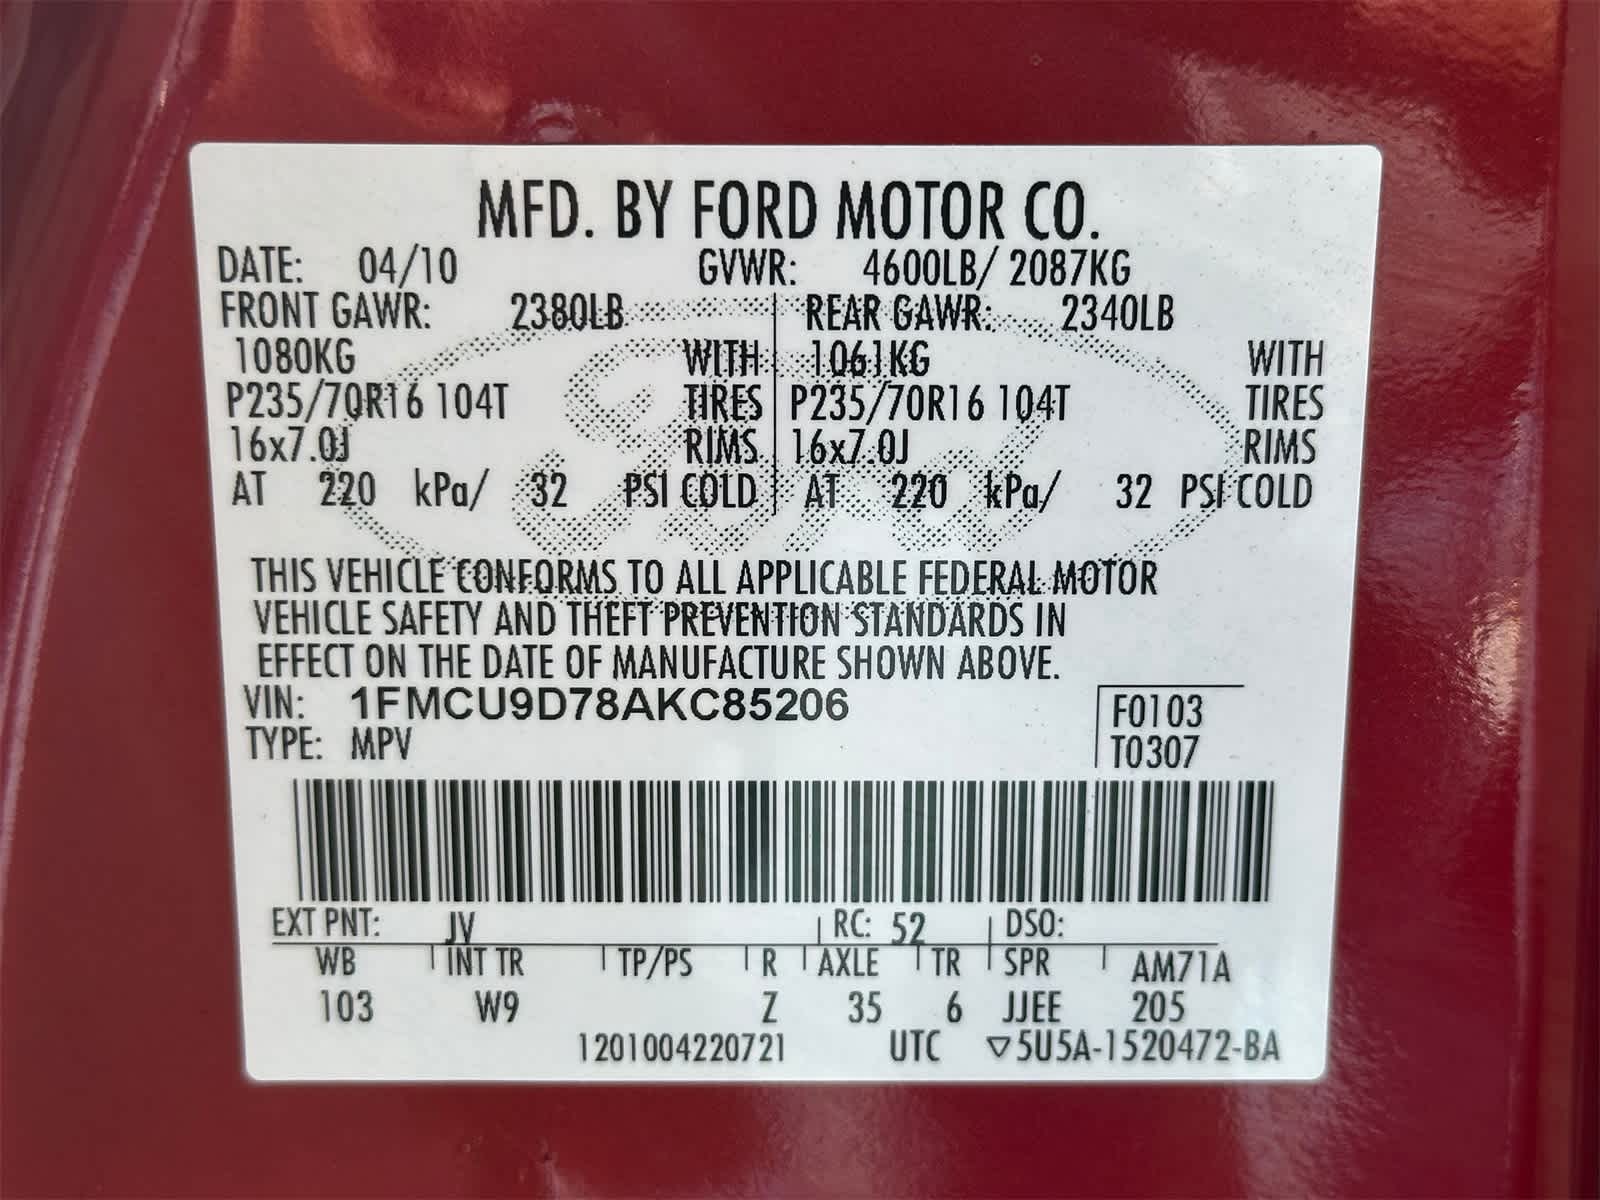 MFD. BY FORD MOTOR CO.
DATE: 04/10 GVWR: 4600LB/ 2087KG
FRONT GAWR: 2380LB REAR GAWR: 2340LB
1080KG WITH 1061KG WITH
P235/70R16 104T TIRES P235/70R16 104T TIRES
16x7.0J RIMS 16x7.0J RIMS
AT 220 kPa/ 32 PSI COLD AT 220 kPa/ 32 PSI COLD
Ford
THIS VEHICLE CONFORMS TO ALL APPLICABLE FEDERAL MOTOR
VEHICLE SAFETY AND THEFT PREVENTION STANDARDS IN
EFFECT ON THE DATE OF MANUFACTURE SHOWN ABOVE.
VIN: 1FMCU9D78AKC85206 F0103
TYPE: MPV T0307
EXT PNT: JV RC: 52 DSO:
WB INT TR TP/PS R AXLE TR SPR AM71A
103 W9 Z 35 6 JJEE 205
1201004220721 UTC ▽5U5A-1520472-BA